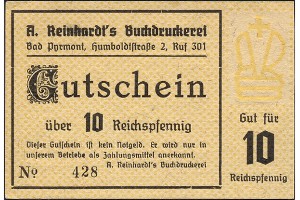 A. Reinhardt's Buchdruckerei
Bad Pyrmont, Humboldtstraße 2, Ruf 301
Gutschein
über 10 Reichspfennig
Dieser Gutschein ist kein Notgeld. Er wird nur in
unserem Betriebe als Zahlungsmittel anerkannt.
No 428 A. Reinhardt's Buchdruckerei
Gut für
10
Reichspfennig